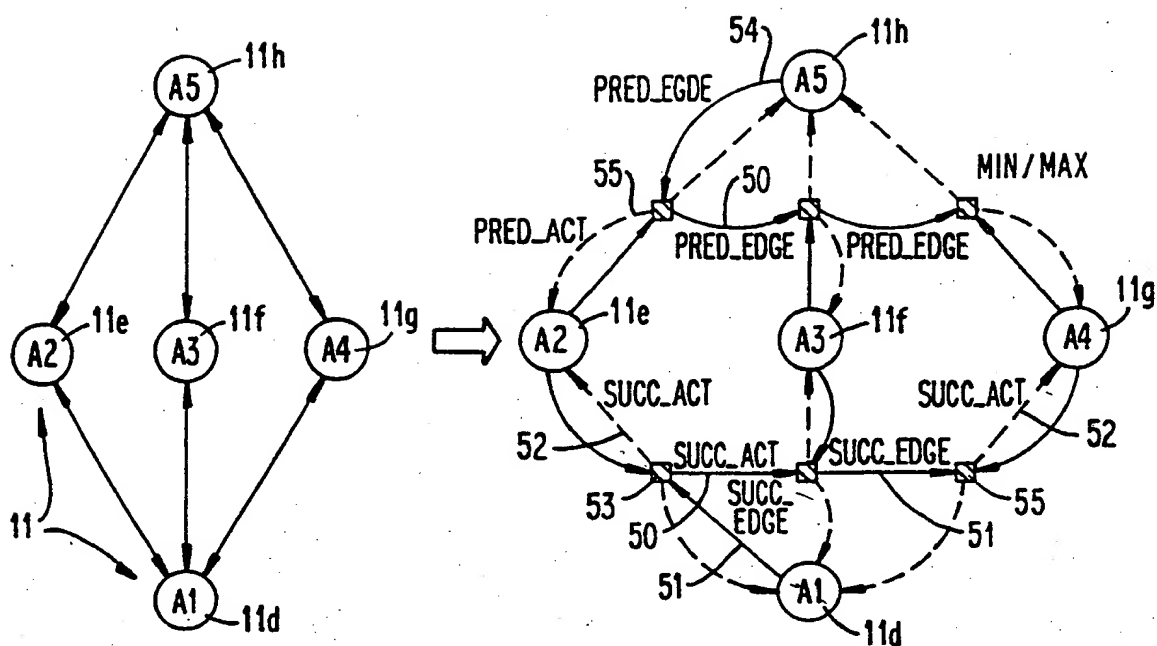 11h
A5
11e
11f
11g
A2
A3
A4
11
A1
11d
54
11h
PRED_EGDE
A5
55
50
MIN/MAX
PRED_ACT
PRED_EDGE
PRED_EDGE
11e
11f
11g
A2
A3
A4
SUCC_ACT
SUCC_ACT
52
52
SUCC_ACT
SUCC_EDGE
53
SUCC_
EDGE
55
50
51
51
A1
11d